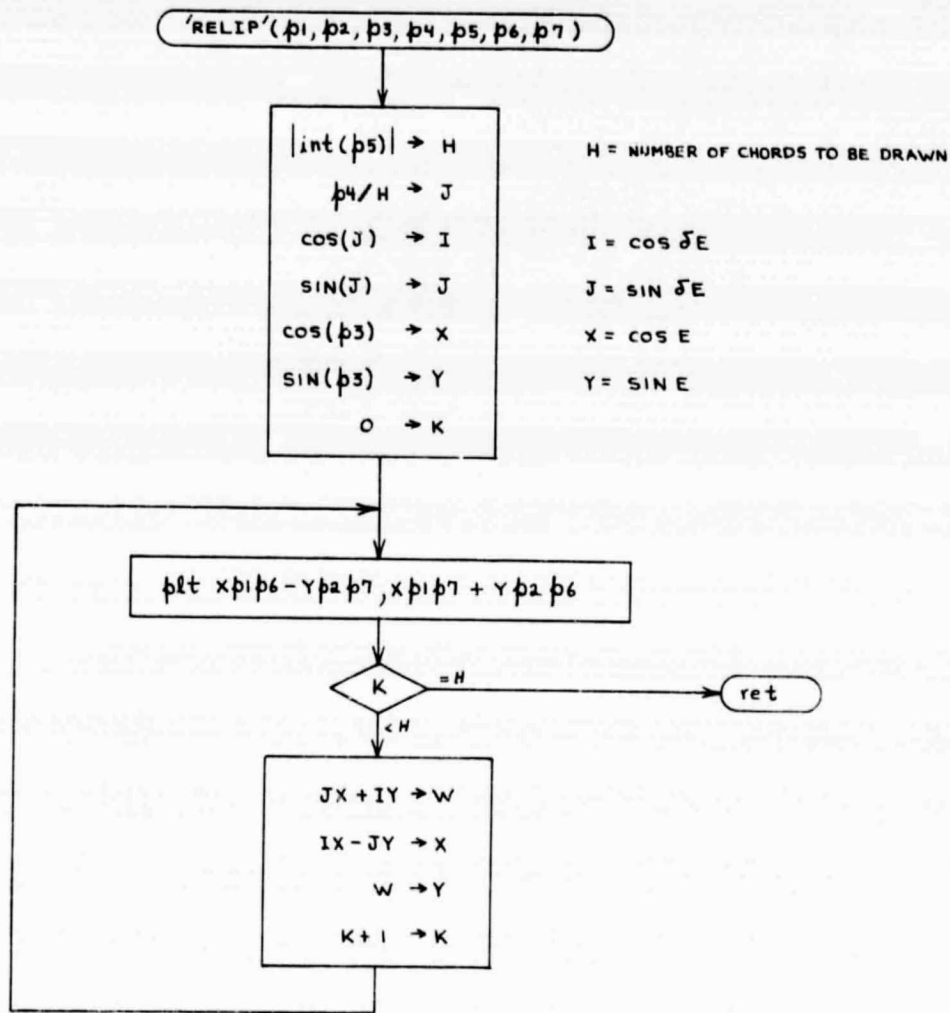 'RELIP'(p1, p2, p3, p4, p5, p6, p7)
|int(p5)| → H H = NUMBER OF CHORDS TO BE DRAWN
p4/H → J
cos(J) → I I = COS δE
SIN(J) → J J = SIN δE
cos(p3) → X X = COS E
SIN(p3) → Y Y = SIN E
0 → K
plt Xp1p6-Yp2p7, Xp1p7 + Yp2p6
K =H ret
<H
JX + IY → W
IX - JY → X
W → Y
K + 1 → K